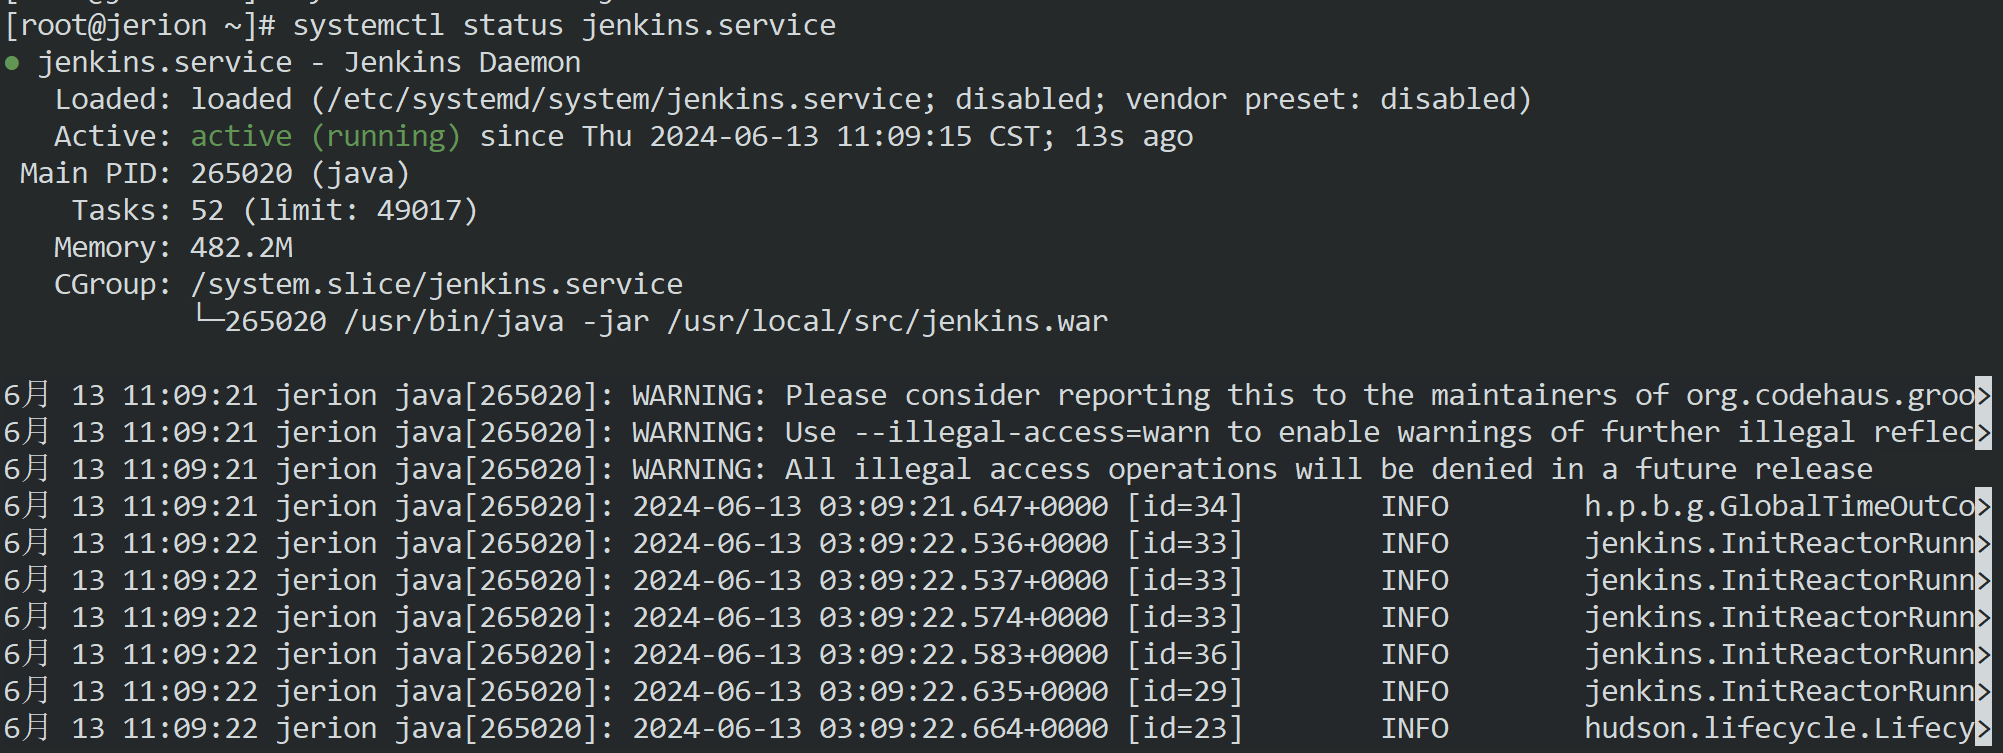 [root@jerion ~]# systemctl status jenkins.service
● jenkins.service - Jenkins Daemon
   Loaded: loaded (/etc/systemd/system/jenkins.service; disabled; vendor preset: disabled)
   Active: active (running) since Thu 2024-06-13 11:09:15 CST; 13s ago
 Main PID: 265020 (java)
    Tasks: 52 (limit: 49017)
   Memory: 482.2M
   CGroup: /system.slice/jenkins.service
           └─265020 /usr/bin/java -jar /usr/local/src/jenkins.war

6月 13 11:09:21 jerion java[265020]: WARNING: Please consider reporting this to the maintainers of org.codehaus.groo>
6月 13 11:09:21 jerion java[265020]: WARNING: Use --illegal-access=warn to enable warnings of further illegal reflec>
6月 13 11:09:21 jerion java[265020]: WARNING: All illegal access operations will be denied in a future release
6月 13 11:09:21 jerion java[265020]: 2024-06-13 03:09:21.647+0000 [id=34]        INFO        h.p.b.g.GlobalTimeOutCo>
6月 13 11:09:22 jerion java[265020]: 2024-06-13 03:09:22.536+0000 [id=33]        INFO        jenkins.InitReactorRunn>
6月 13 11:09:22 jerion java[265020]: 2024-06-13 03:09:22.537+0000 [id=33]        INFO        jenkins.InitReactorRunn>
6月 13 11:09:22 jerion java[265020]: 2024-06-13 03:09:22.574+0000 [id=33]        INFO        jenkins.InitReactorRunn>
6月 13 11:09:22 jerion java[265020]: 2024-06-13 03:09:22.583+0000 [id=36]        INFO        jenkins.InitReactorRunn>
6月 13 11:09:22 jerion java[265020]: 2024-06-13 03:09:22.635+0000 [id=29]        INFO        jenkins.InitReactorRunn>
6月 13 11:09:22 jerion java[265020]: 2024-06-13 03:09:22.664+0000 [id=23]        INFO        hudson.lifecycle.Lifecy>